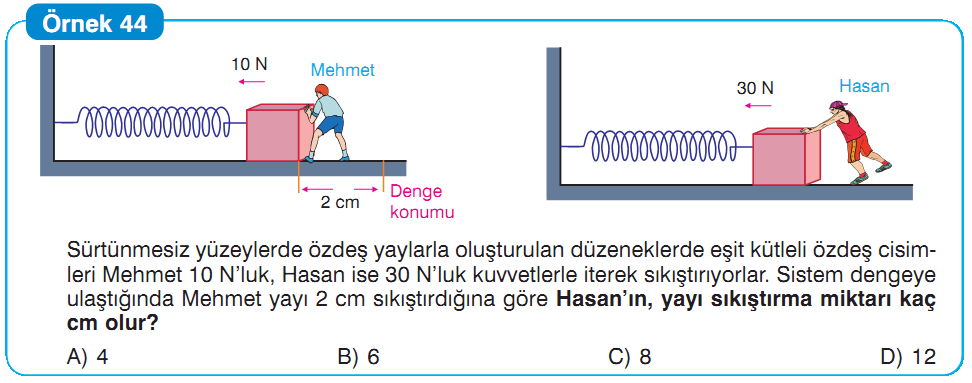 Örnek 44
10 N
Mehmet
2 cm
Denge
konumu
30 N
Hasan
Sürtünmesiz yüzeylerde özdeş yaylarla oluşturulan düzeneklerde eşit kütleli özdeş cisim-
leri Mehmet 10 N’luk, Hasan ise 30 N’luk kuvvetlerle iterek sıkıştırıyorlar. Sistem dengeye
ulaştığında Mehmet yayı 2 cm sıkıştırdığına göre Hasan’ın, yayı sıkıştırma miktarı kaç
cm olur?
A) 4 B) 6 C) 8 D) 12